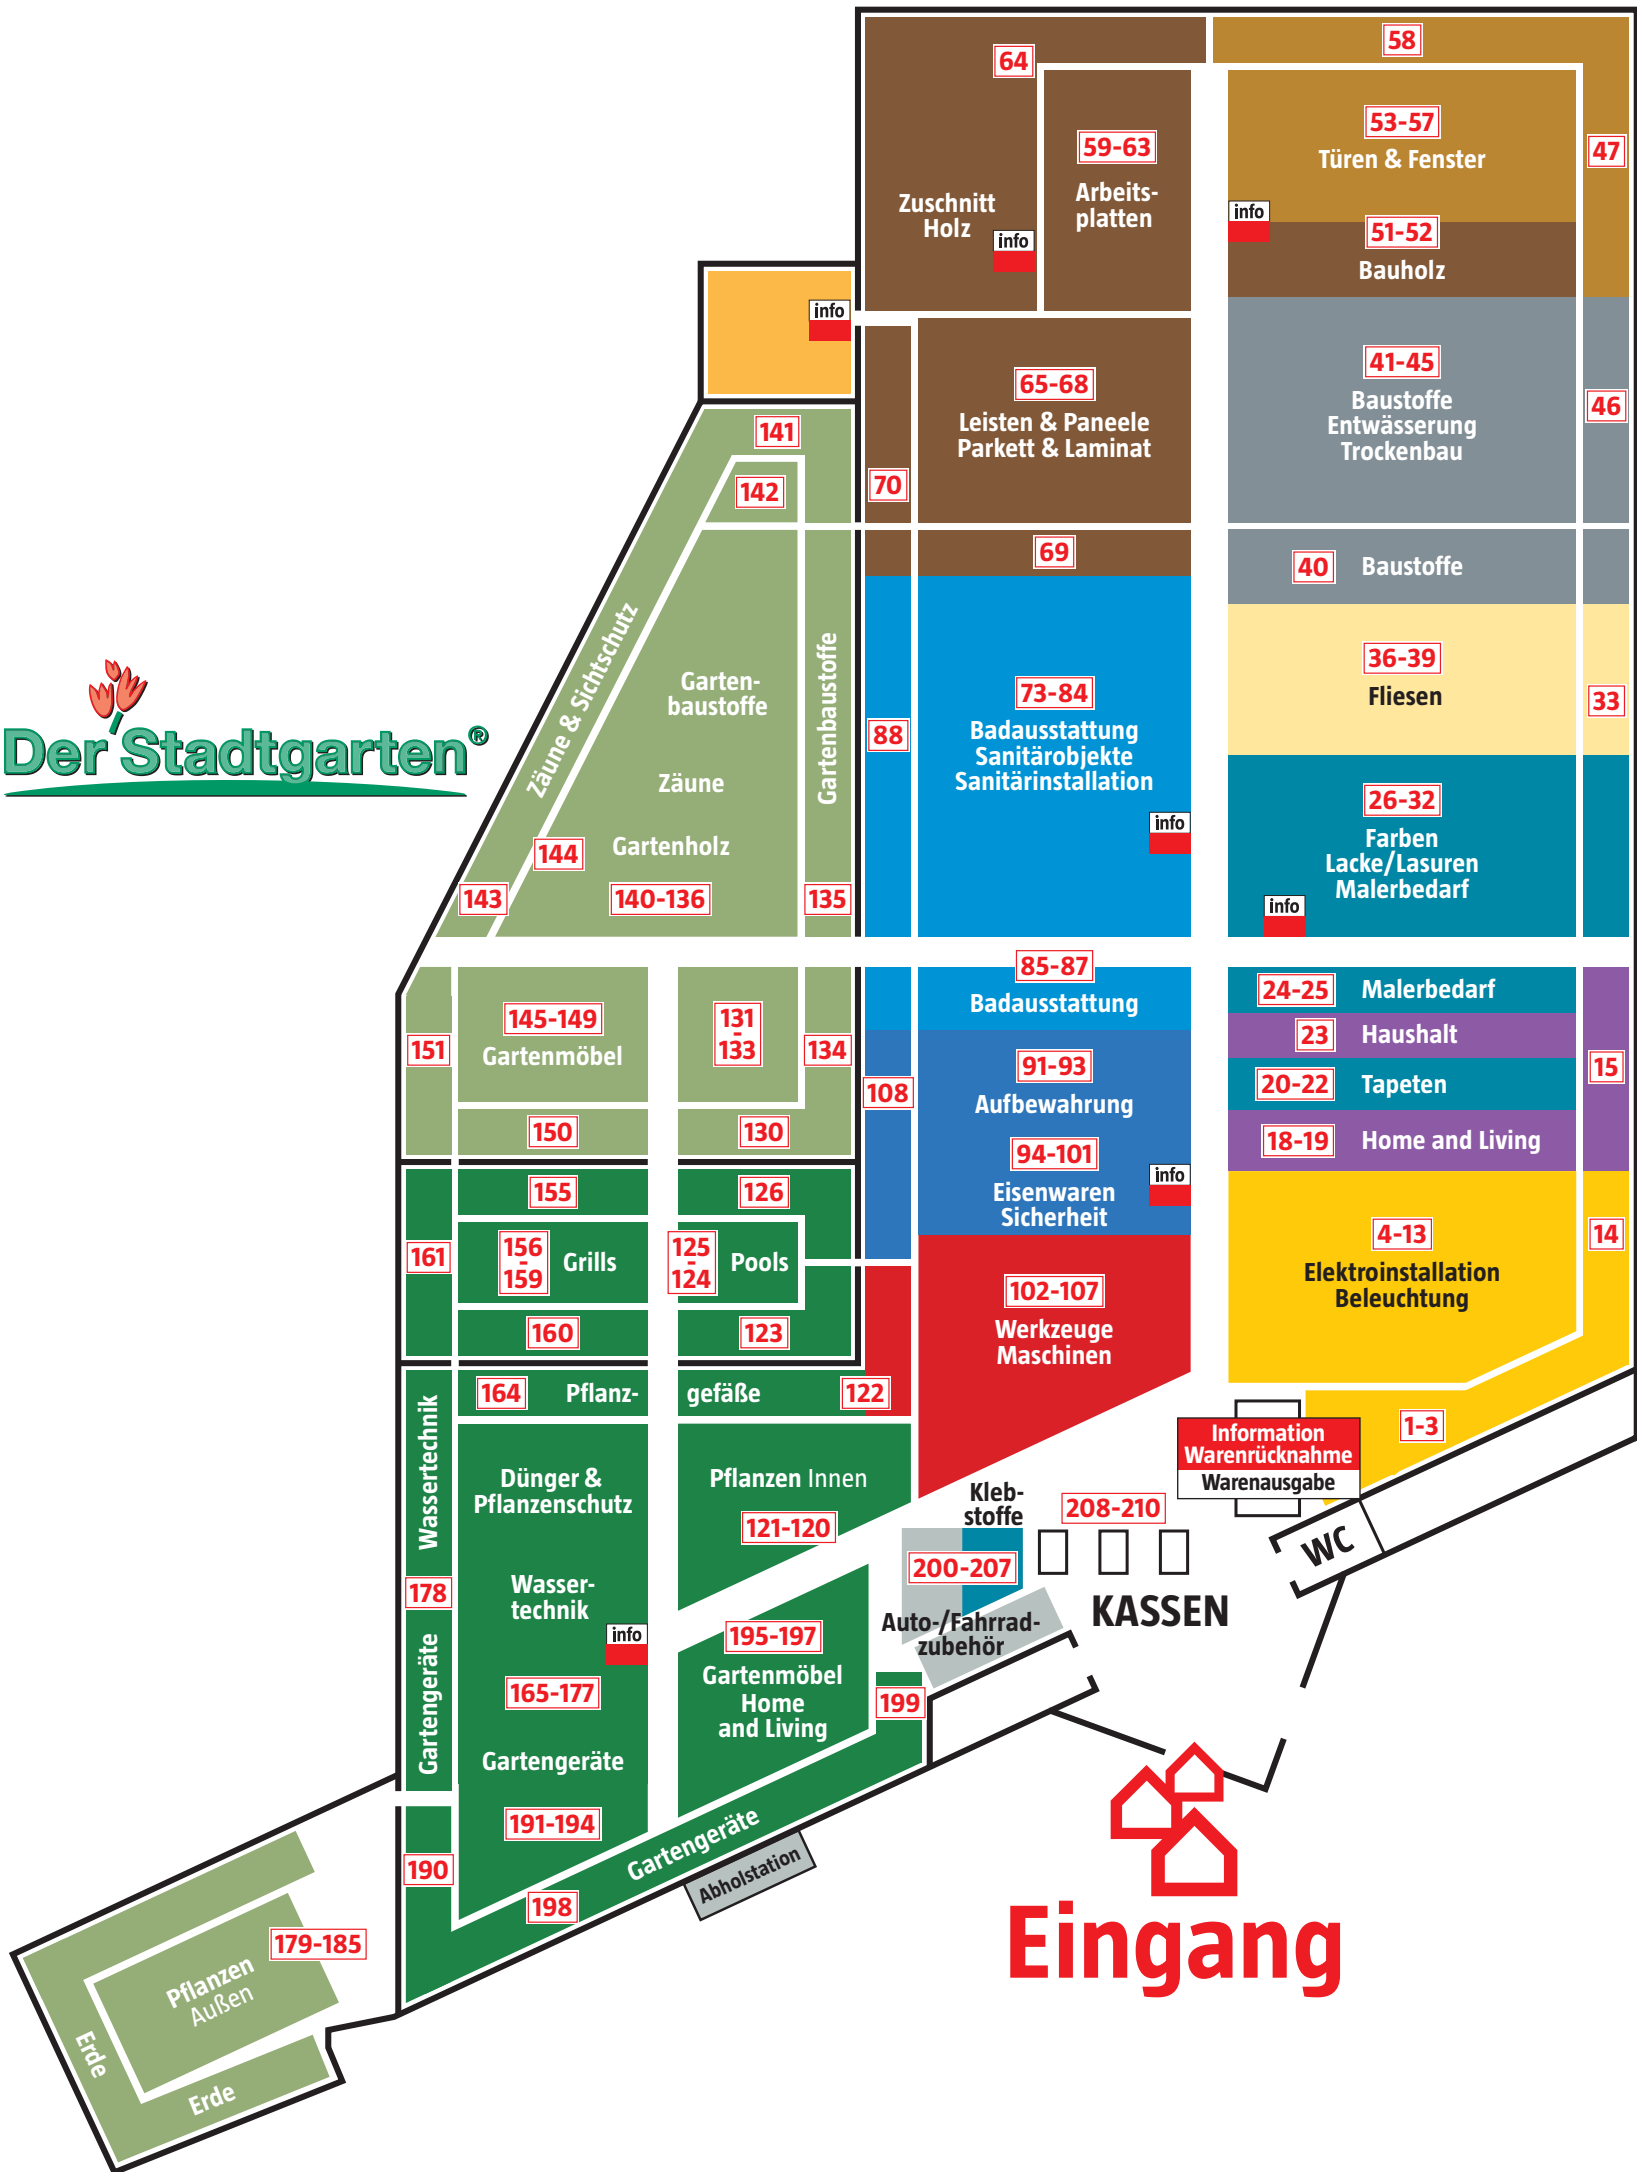 58
64
53-57
Türen & Fenster
47
59-63
Arbeits-
platten
Zuschnitt
Holz
info
info
51-52
Bauholz
info
41-45
Baustoffe
Entwässerung
Trockenbau
46
65-68
Leisten & Paneele
Parkett & Laminat
141
142
70
69
40 Baustoffe
36-39
Fliesen
33
Zäune & Sichtschutz
Garten-
baustoffe
Zäune
Gartenholz
Gartenbaustoffe
73-84
Badausstattung
Sanitärobjekte
Sanitärinstallation
88
info
Der Stadtgarten®
26-32
Farben
Lacke/Lasuren
Malerbedarf
info
144
143
140-136
135
85-87
Badausstattung
24-25 Malerbedarf
23 Haushalt
20-22 Tapeten
18-19 Home and Living
15
145-149
Gartenmöbel
131
-
133
134
151
108
91-93
Aufbewahrung
94-101
Eisenwaren
Sicherheit
info
150
130
155
126
161
156
-
159
Grills
125
-
124
Pools
4-13
Elektroinstallation
Beleuchtung
14
102-107
Werkzeuge
Maschinen
160
123
164 Pflanz-
gefäße 122
Wassertechnik
1-3
Information
Warenrücknahme
Warenausgabe
Dünger &
Pflanzenschutz
Pflanzen Innen
121-120
Kleb-
stoffe
208-210
WC
200-207
KASSEN
Auto-/Fahrrad-
zubehör
178
Wasser-
technik
info
Gartengeräte
195-197
Gartenmöbel
Home
and Living
199
165-177
Gartengeräte
191-194
190
198
Gartengeräte
Abholstation
Eingang
179-185
Pflanzen
Außen
Erde
Erde